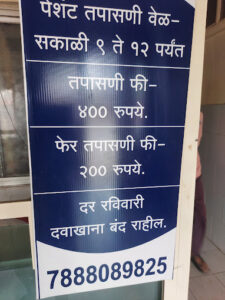 पेशंट तपासणी वेळ–
सकाळी ९ ते १२ पर्यंत
तपासणी फी–
४०० रुपये.
फेर तपासणी फी–
२०० रुपये.
दर रविवारी
दवाखाना बंद राहील.
7888089825